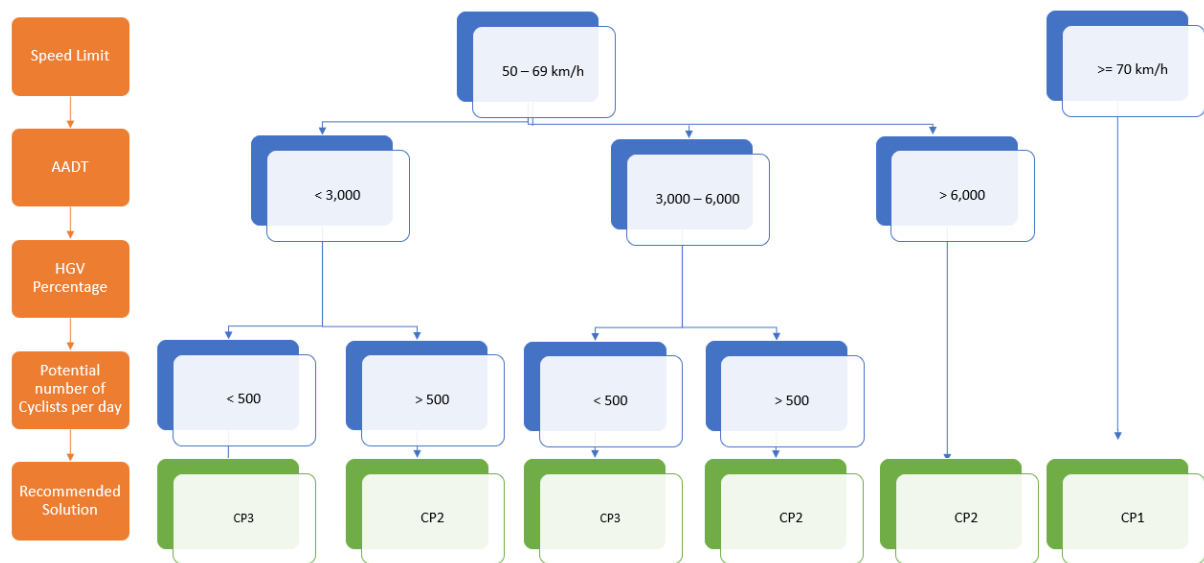 Speed Limit
50 – 69 km/h
>= 70 km/h
AADT
< 3,000
3,000 – 6,000
> 6,000
HGV
Percentage
Potential
number of
Cyclists per day
< 500
> 500
< 500
> 500
Recommended
Solution
CP3
CP2
CP3
CP2
CP2
CP1